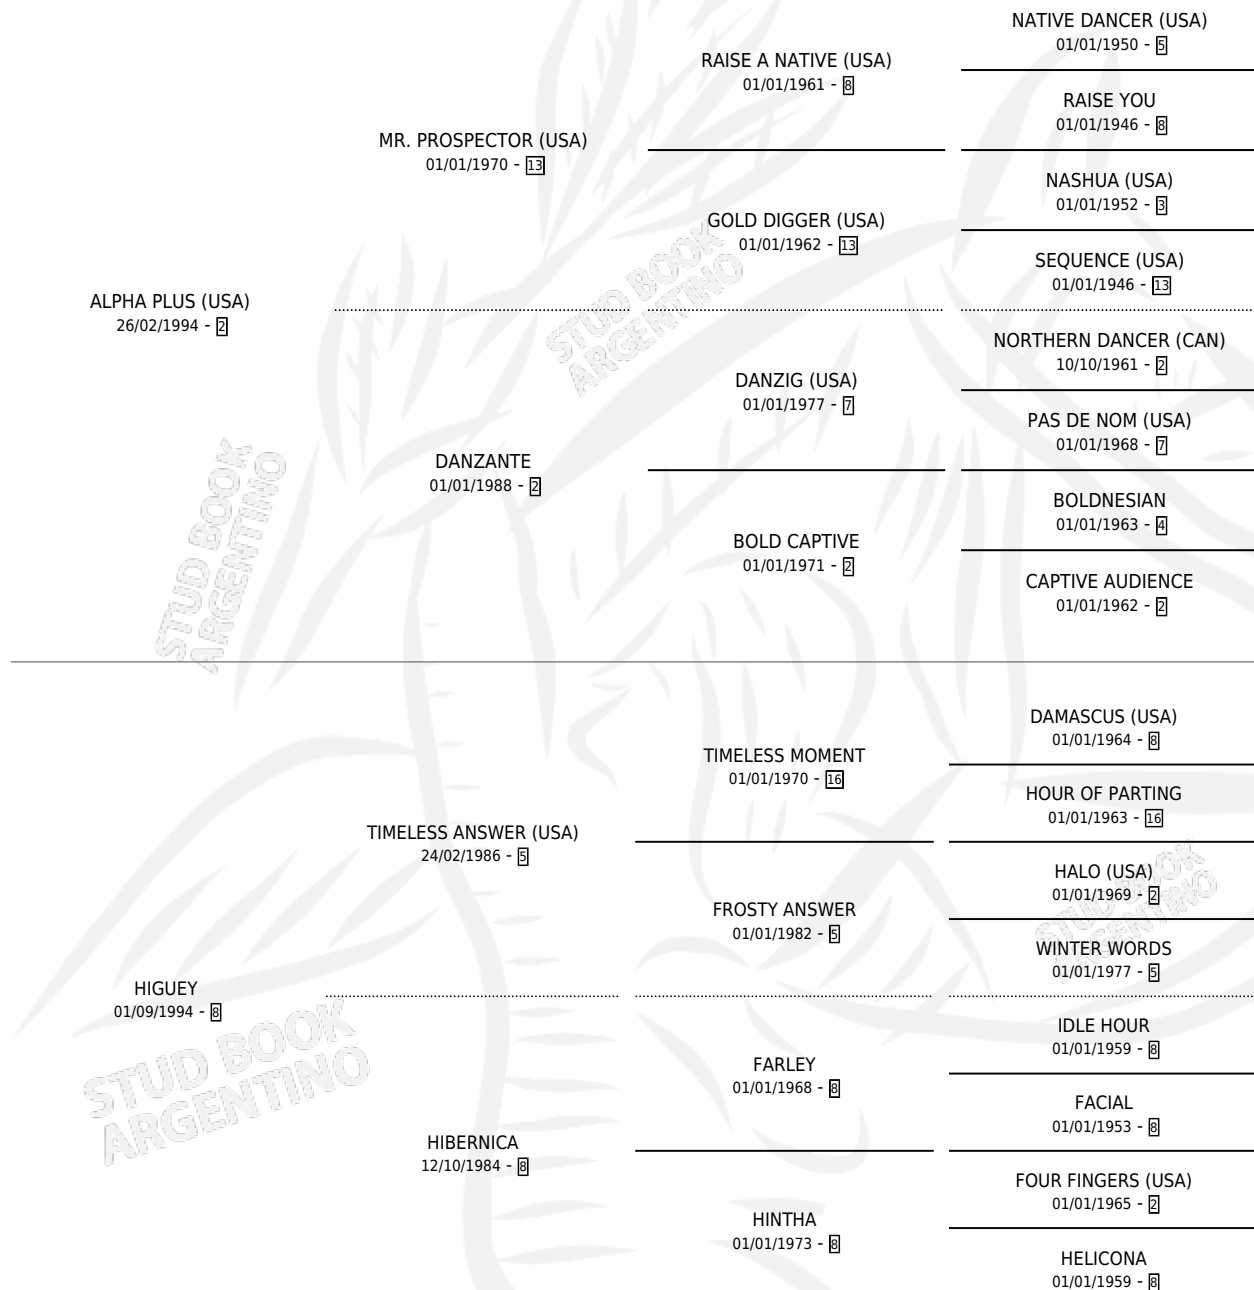 NATIVE DANCER (USA)
01/01/1950 - 5
RAISE A NATIVE (USA)
01/01/1961 - 8
RAISE YOU
01/01/1946 - 8
MR. PROSPECTOR (USA)
01/01/1970 - 13
NASHUA (USA)
01/01/1952 - 3
GOLD DIGGER (USA)
01/01/1962 - 13
SEQUENCE (USA)
01/01/1946 - 13
ALPHA PLUS (USA)
26/02/1994 - 2
STUD BOOK
ARGENTINO
NORTHERN DANCER (CAN)
10/10/1961 - 2
DANZIG (USA)
01/01/1977 - 7
PAS DE NOM (USA)
01/01/1968 - 7
DANZANTE
01/01/1988 - 2
BOLDNESIAN
01/01/1963 - 4
BOLD CAPTIVE
01/01/1971 - 2
CAPTIVE AUDIENCE
01/01/1962 - 2
STUD BOOK
ARGENTINO
DAMASCUS (USA)
01/01/1964 - 8
TIMELESS MOMENT
01/01/1970 - 16
HOUR OF PARTING
01/01/1963 - 16
TIMELESS ANSWER (USA)
24/02/1986 - 5
HALO (USA)
01/01/1969 - 2
FROSTY ANSWER
01/01/1982 - 5
STUD BOOK
ARGENTINO
WINTER WORDS
01/01/1977 - 5
HIGUEY
01/09/1994 - 8
STUD BOOK
ARGENTINO
IDLE HOUR
01/01/1959 - 8
FARLEY
01/01/1968 - 8
FACIAL
01/01/1953 - 8
HIBERNICA
12/10/1984 - 8
FOUR FINGERS (USA)
01/01/1965 - 2
HINTHA
01/01/1973 - 8
HELICONA
01/01/1959 - 8